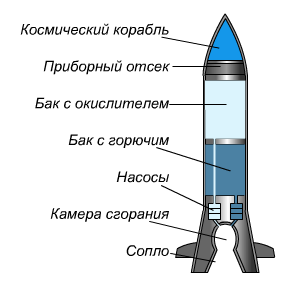 Космический корабль
Приборный отсек
Бак с окислителем
Бак с горючим
Насосы
Камера сгорания
Сопло